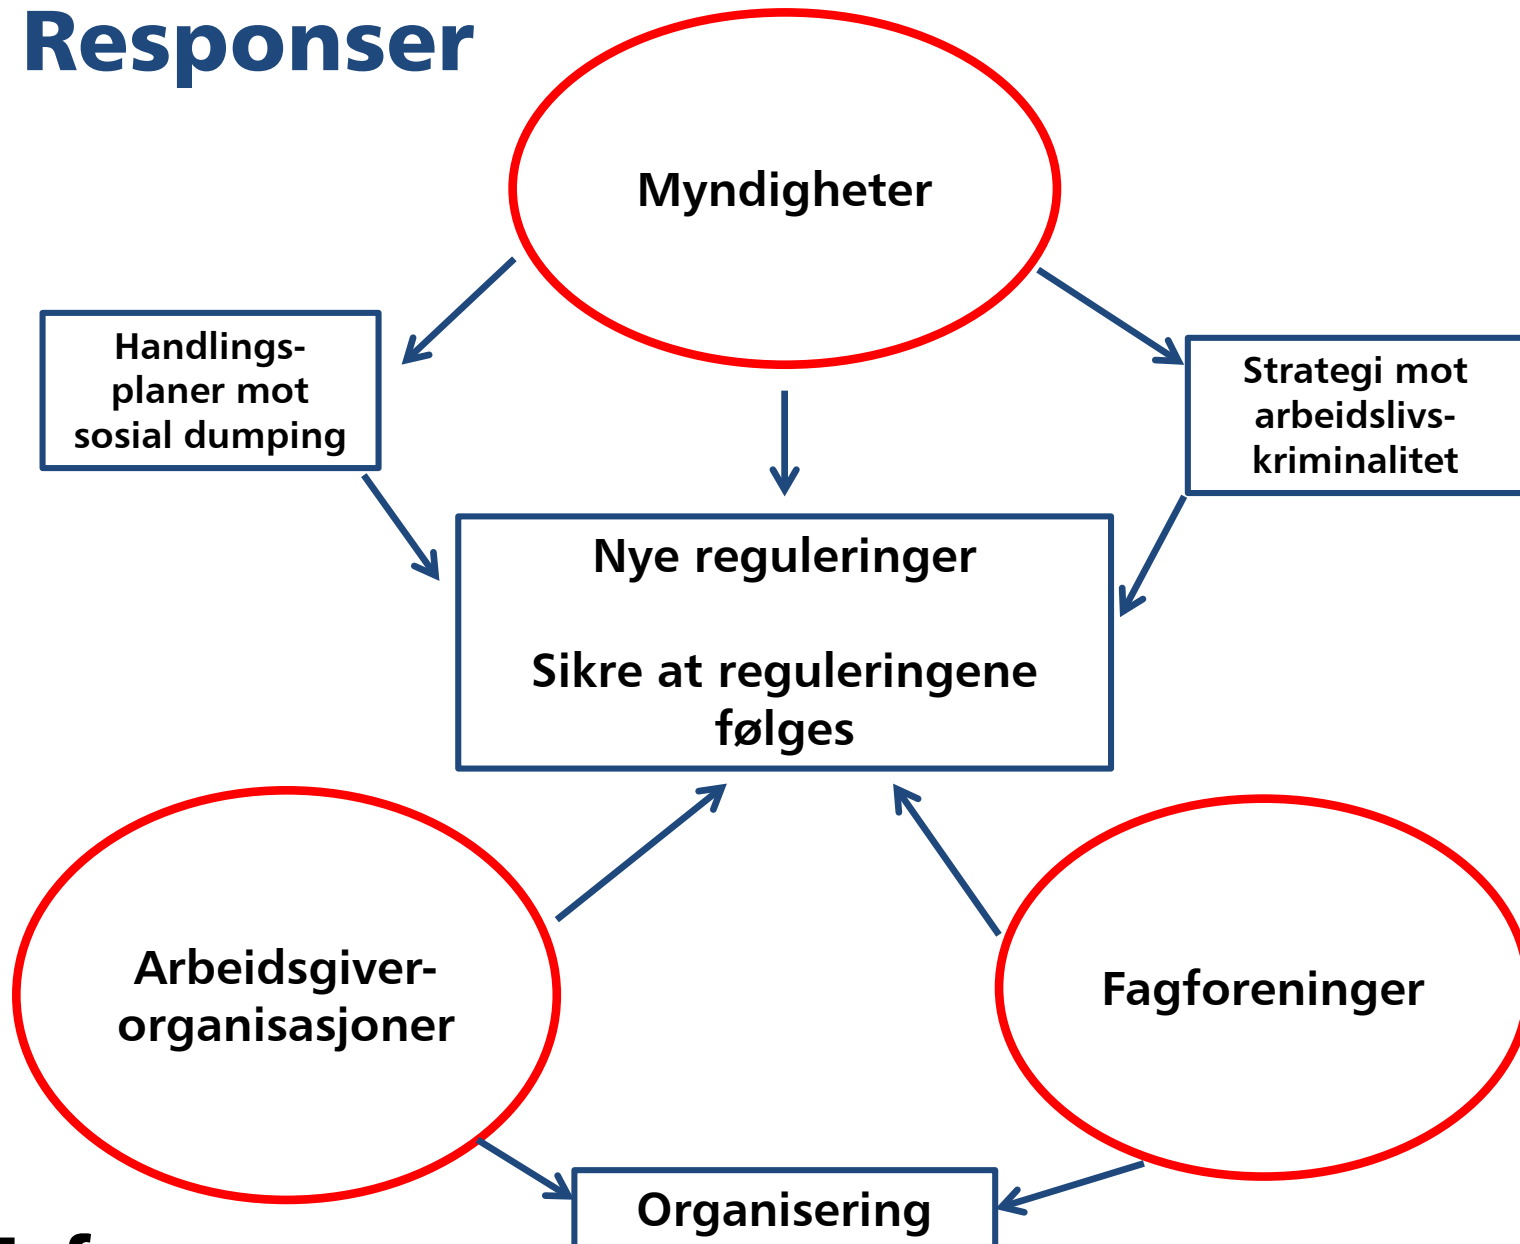 Responser
Myndigheter
Handlings-
planer mot
sosial dumping
Strategi mot
arbeidslivs-
kriminalitet
Nye reguleringer
Sikre at reguleringene
følges
Arbeidsgiver-
organisasjoner
Fagforeninger
Organisering